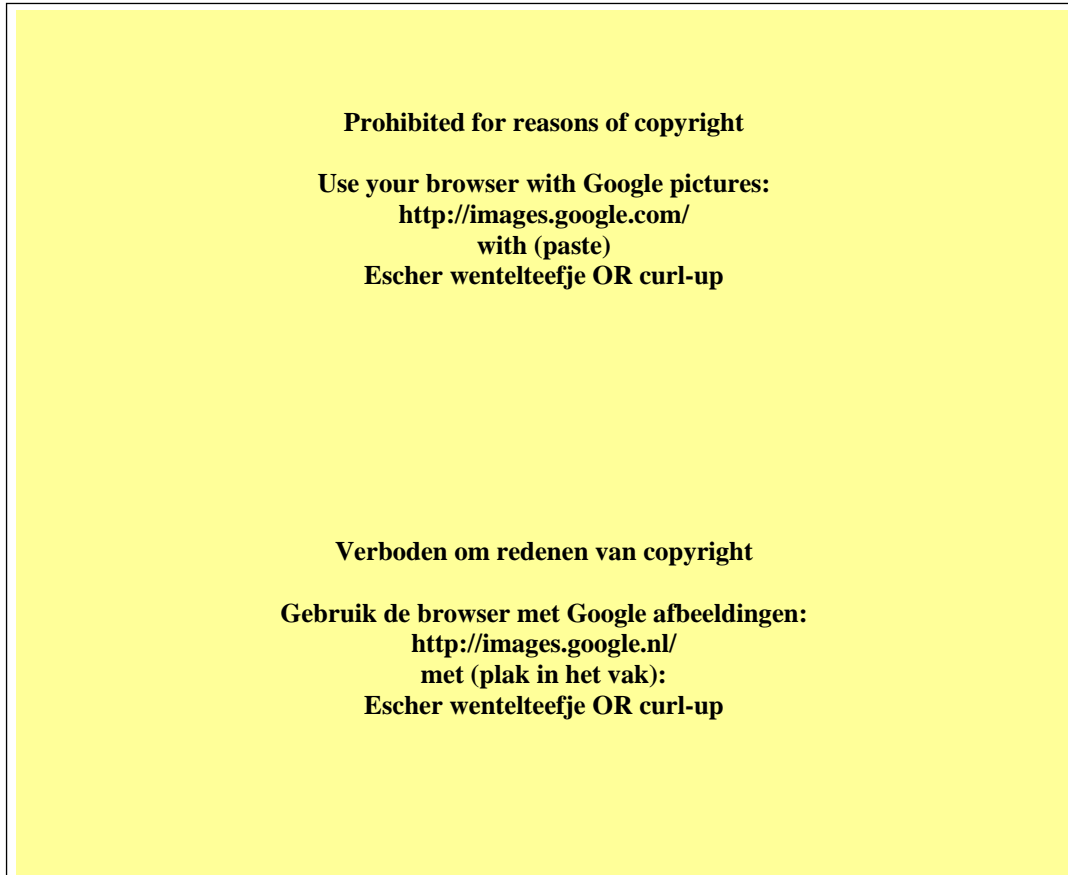 Prohibited for reasons of copyright
Use your browser with Google pictures:
http://images.google.com/
with (paste)
Escher wentelteefje OR curl-up
Verboden om redenen van copyright
Gebruik de browser met Google afbeeldingen:
http://images.google.nl/
met (plak in het vak):
Escher wentelteefje OR curl-up